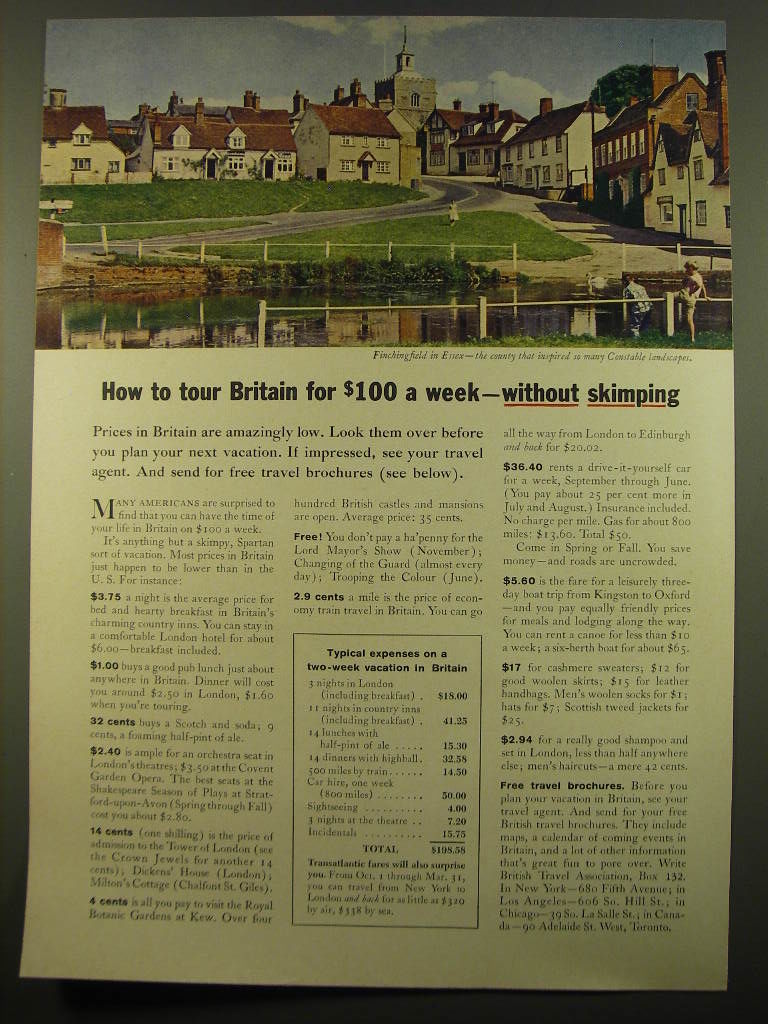 Finchingfield in Essex—the county that inspired so many Constable landscapes.
How to tour Britain for $100 a week—without skimping
Prices in Britain are amazingly low. Look them over before
you plan your next vacation. If impressed, see your travel
agent. And send for free travel brochures (see below).
MANY AMERICANS are surprised to
find that you can have the time of
your life in Britain on $100 a week.
It's anything but a skimpy, Spartan
sort of vacation. Most prices in Britain
just happen to be lower than in the
U. S. For instance:
$3.75 a night is the average price for
bed and hearty breakfast in Britain's
charming country inns. You can stay in
a comfortable London hotel for about
$6.00—breakfast included.
$1.00 buys a good pub lunch just about
anywhere in Britain. Dinner will cost
you around $2.50 in London, $1.60
when you're touring.
32 cents buys a Scotch and soda; 9
cents, a foaming half-pint of ale.
$2.40 is ample for an orchestra seat in
London's theatres; $3.50 at the Covent
Garden Opera. The best seats at the
Shakespeare Season of Plays at Strat-
ford-upon-Avon (Spring through Fall)
cost you about $2.80.
14 cents (one shilling) is the price of
admission to the Tower of London (see
the Crown Jewels for another 14
cents); Dickens' House (London);
Milton's Cottage (Chalfont St. Giles).
4 cents is all you pay to visit the Royal
Botanic Gardens at Kew. Over four
hundred British castles and mansions
are open. Average price: 35 cents.
Free! You don't pay a ha'penny for the
Lord Mayor's Show (November);
Changing of the Guard (almost every
day); Trooping the Colour (June).
2.9 cents a mile is the price of econ-
omy train travel in Britain. You can go
Typical expenses on a
two-week vacation in Britain
3 nights in London
(including breakfast) . $18.00
11 nights in country inns
(including breakfast) . 41.25
14 lunches with
half-pint of ale ..... 15.30
14 dinners with highball. 32.58
500 miles by train...... 14.50
Car hire, one week
(800 miles) ........ 50.00
Sightseeing .......... 4.00
3 nights at the theatre .. 7.20
Incidentals .......... 15.75
TOTAL $198.58
Transatlantic fares will also surprise
you. From Oct. 1 through Mar. 31,
you can travel from New York to
London and back for as little as $320
by air, $338 by sea.
all the way from London to Edinburgh
and back for $20.02.
$36.40 rents a drive-it-yourself car
for a week, September through June.
(You pay about 25 per cent more in
July and August.) Insurance included.
No charge per mile. Gas for about 800
miles: $13.60. Total $50.
Come in Spring or Fall. You save
money—and roads are uncrowded.
$5.60 is the fare for a leisurely three-
day boat trip from Kingston to Oxford
—and you pay equally friendly prices
for meals and lodging along the way.
You can rent a canoe for less than $10
a week; a six-berth boat for about $65.
$17 for cashmere sweaters; $12 for
good woolen skirts; $15 for leather
handbags. Men's woolen socks for $1;
hats for $7; Scottish tweed jackets for
$25.
$2.94 for a really good shampoo and
set in London, less than half anywhere
else; men's haircuts—a mere 42 cents.
Free travel brochures. Before you
plan your vacation in Britain, see your
travel agent. And send for your free
British travel brochures. They include
maps, a calendar of coming events in
Britain, and a lot of other information
that's great fun to pore over. Write
British Travel Association, Box 132.
In New York—680 Fifth Avenue; in
Los Angeles—606 So. Hill St.; in
Chicago—39 So. La Salle St.; in Cana-
da—90 Adelaide St. West, Toronto.